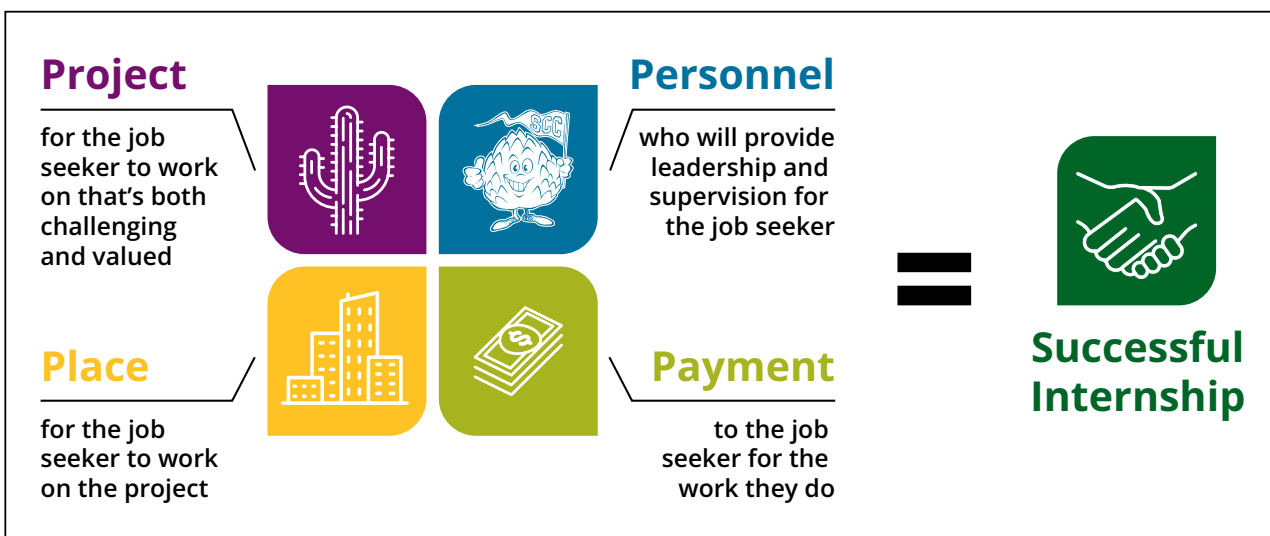 Project
for the job
seeker to work
on that’s both
challenging
and valued
SCC
Personnel
who will provide
leadership and
supervision for
the job seeker
Place
for the job
seeker to work
on the project
$
Payment
to the job
seeker for the
work they do
=
Successful
Internship